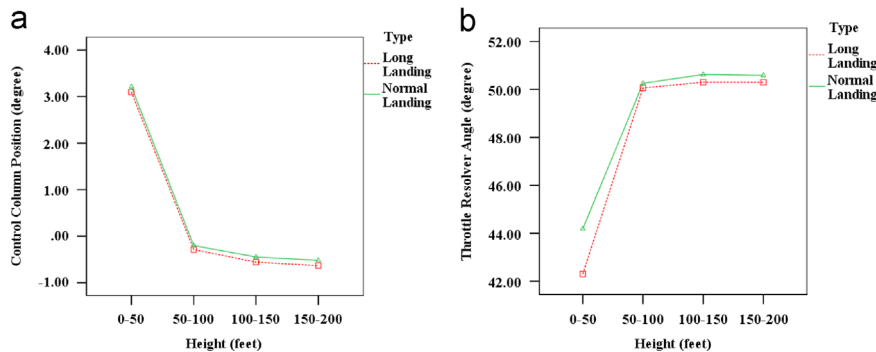 a
Control Column Position (degree)
4.00
3.00
2.00
1.00
.00
-1.00
0-50 50-100 100-150 150-200
Height (feet)
Type
Long
Landing
Normal
Landing
b
Throttle Resolver Angle (degree)
52.00
50.00
48.00
46.00
44.00
42.00
0-50 50-100 100-150 150-200
Height (feet)
Type
Long
Landing
Normal
Landing